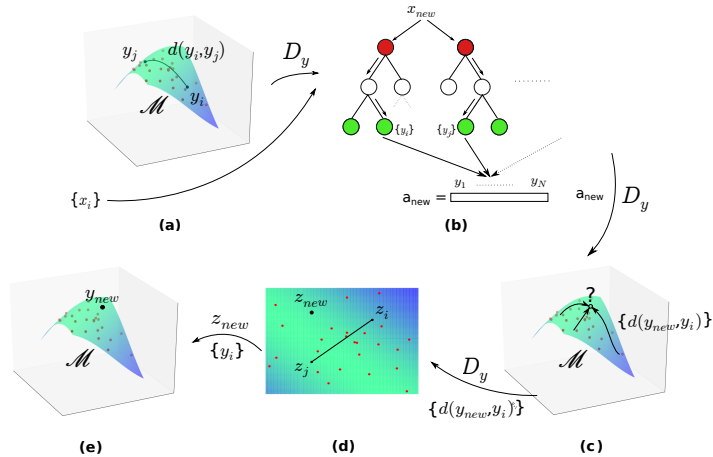 x_new
y_j d(y_i,y_j)
D_y
y_i
ℳ
{y_i} {y_j}
{x_i}
y_1 ........ y_N
a_new =
a_new D_y
(a) (b)
y_new
ℳ
z_new
{y_i}
z_new z_i
z_j
?
{d(y_new,y_i)}
ℳ
D_y
{d(y_new,y_i)}
(e) (d) (c)